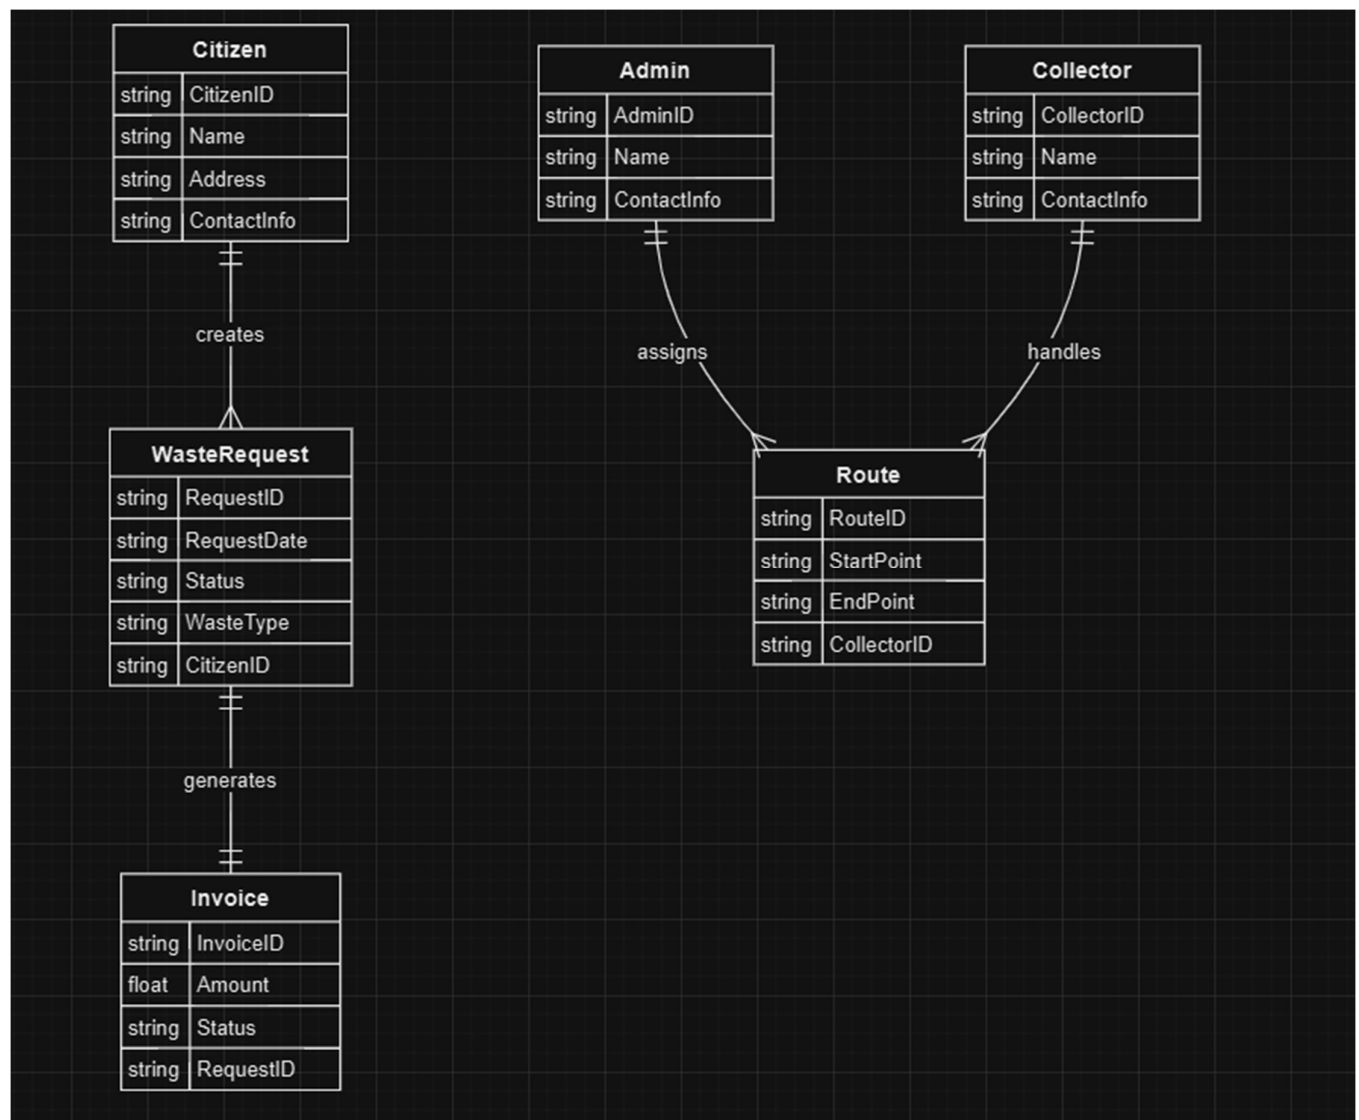 Citizen
string CitizenID
string Name
string Address
string ContactInfo
creates
WasteRequest
string RequestID
string RequestDate
string Status
string WasteType
string CitizenID
generates
Invoice
string InvoiceID
float Amount
string Status
string RequestID
Admin
string AdminID
string Name
string ContactInfo
assigns
Collector
string CollectorID
string Name
string ContactInfo
handles
Route
string RouteID
string StartPoint
string EndPoint
string CollectorID